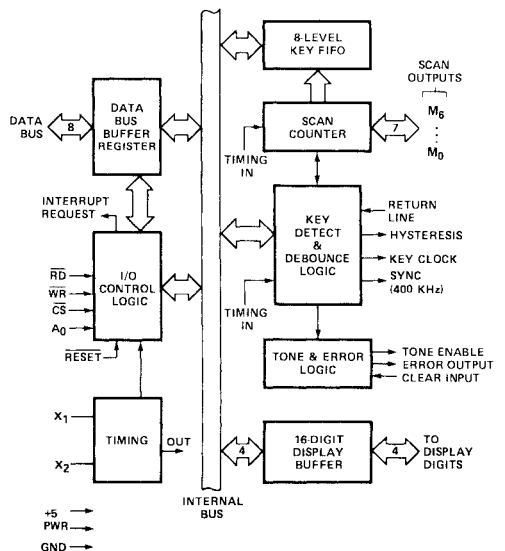 8-LEVEL
KEY FIFO
SCAN
OUTPUTS
DATA
BUS
BUFFER
REGISTER
DATA
BUS
8
SCAN
COUNTER
7
M6
M0
TIMING
IN
INTERRUPT
REQUEST
I/O
CONTROL
LOGIC
RD
WR
CS
A0
RESET
KEY
DETECT
&
DEBOUNCE
LOGIC
RETURN
LINE
HYSTERESIS
KEY CLOCK
SYNC
(400 KHz)
TIMING
IN
TONE & ERROR
LOGIC
TONE ENABLE
ERROR OUTPUT
CLEAR INPUT
X1
X2
TIMING
OUT
4
16-DIGIT
DISPLAY
BUFFER
4
TO
DISPLAY
DIGITS
INTERNAL
BUS
+5
PWR
GND